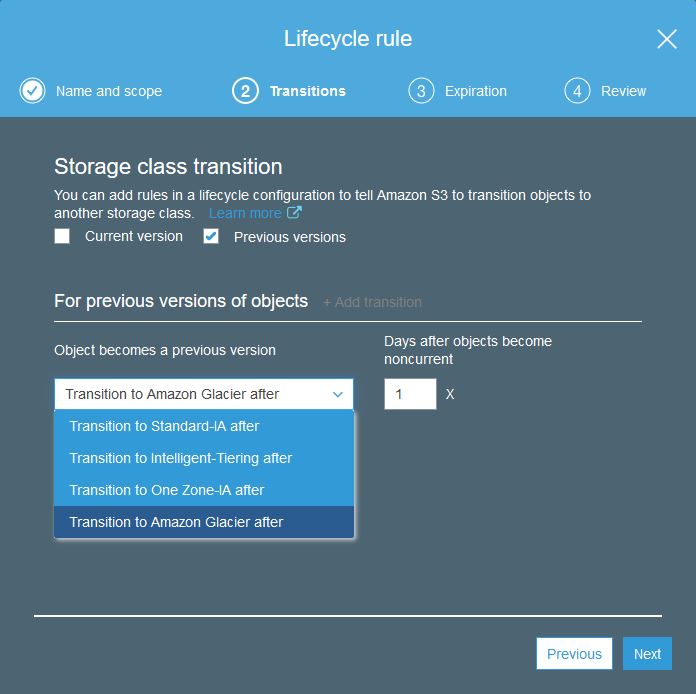 Lifecycle rule
Name and scope
2 Transitions
3 Expiration
4 Review
Storage class transition
You can add rules in a lifecycle configuration to tell Amazon S3 to transition objects to
another storage class. Learn more
Current version Previous versions
For previous versions of objects + Add transition
Object becomes a previous version
Days after objects become
noncurrent
Transition to Amazon Glacier after
1 X
Transition to Standard-IA after
Transition to Intelligent-Tiering after
Transition to One Zone-IA after
Transition to Amazon Glacier after
Previous Next